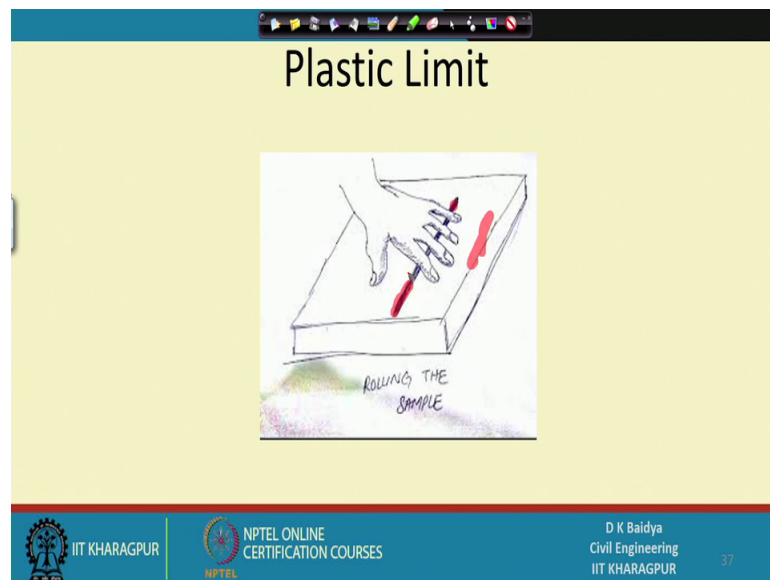 Plastic Limit
ROLLING THE
SAMPLE
IIT KHARAGPUR
NPTEL
NPTEL ONLINE
CERTIFICATION COURSES
D K Baidya
Civil Engineering
IIT KHARAGPUR
37